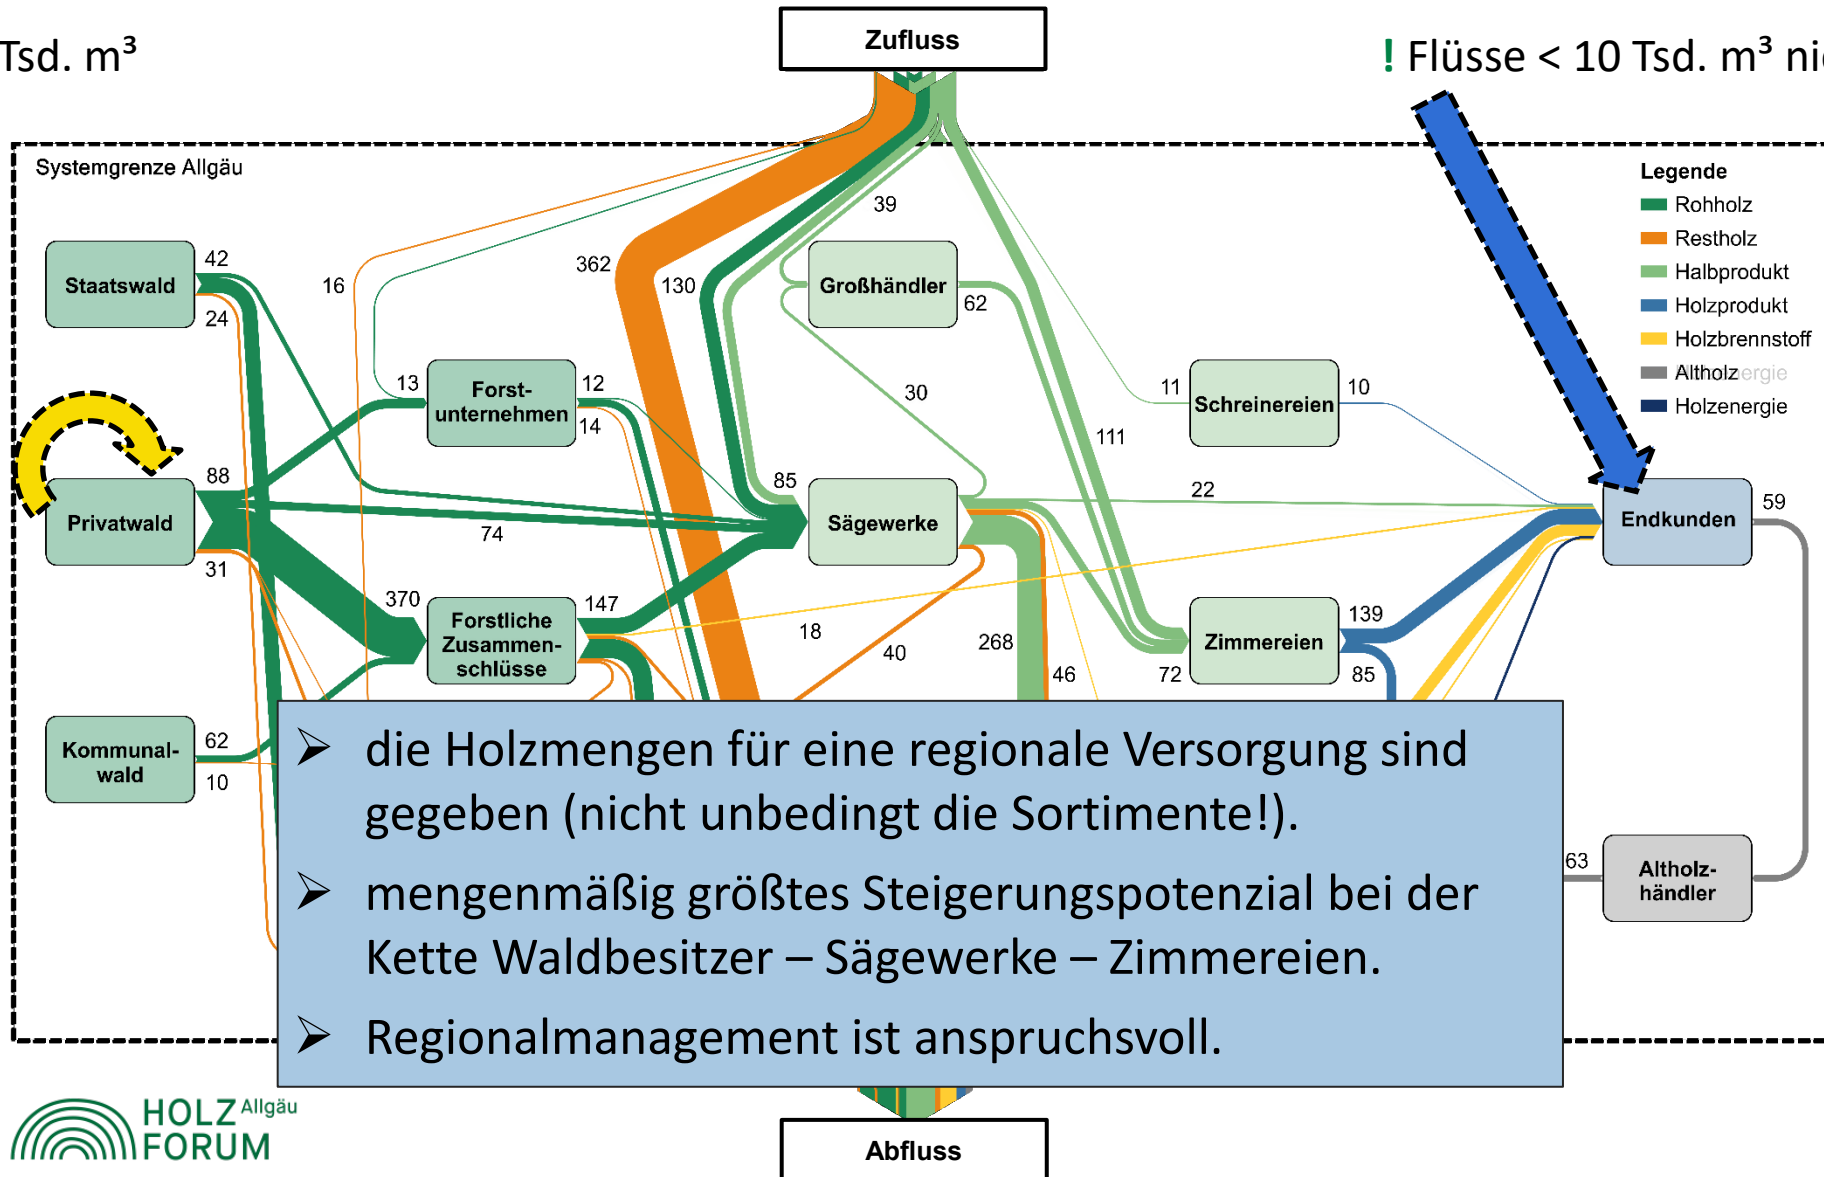 Tsd. m³
Zufluss
! Flüsse < 10 Tsd. m³
Systemgrenze Allgäu
Legende
Rohholz
Restholz
Halbprodukt
Holzprodukt
Holzbrennstoff
Altholz
Holzenergie
39
Staatswald
42
24
16
362
130
Großhändler
62
13
Forst-
unternehmen
12
14
30
111
11
Schreinereien
10
88
Privatwald
31
74
85
Sägewerke
22
Endkunden
59
370
Forstliche
Zusammen-
schlüsse
147
18
40
268
46
72
Zimmereien
139
85
Kommunal-
wald
62
10
63
Altholz-
händler
➢ die Holzmengen für eine regionale Versorgung sind
gegeben (nicht unbedingt die Sortimente!).
➢ mengenmäßig größtes Steigerungspotenzial bei der
Kette Waldbesitzer – Sägewerke – Zimmereien.
➢ Regionalmanagement ist anspruchsvoll.
HOLZ Allgäu
FORUM
Abfluss